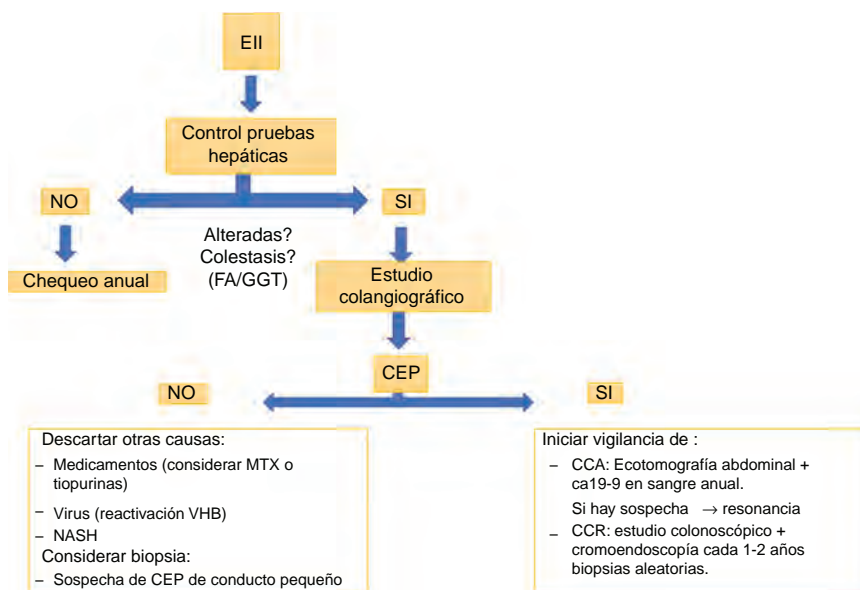 EII
Control pruebas
hepáticas
NO
SI
Alteradas?
Colestasis?
(FA/GGT)
Chequeo anual
Estudio
colangiográfico
CEP
NO
SI
Descartar otras causas:
– Medicamentos (considerar MTX o
tiopurinas)
– Virus (reactivación VHB)
– NASH
Considerar biopsia:
– Sospecha de CEP de conducto pequeño
Iniciar vigilancia de :
– CCA: Ecotomografía abdominal +
ca19-9 en sangre anual.
Si hay sospecha → resonancia
– CCR: estudio colonoscópico +
cromoendoscopía cada 1-2 años
biopsias aleatorias.